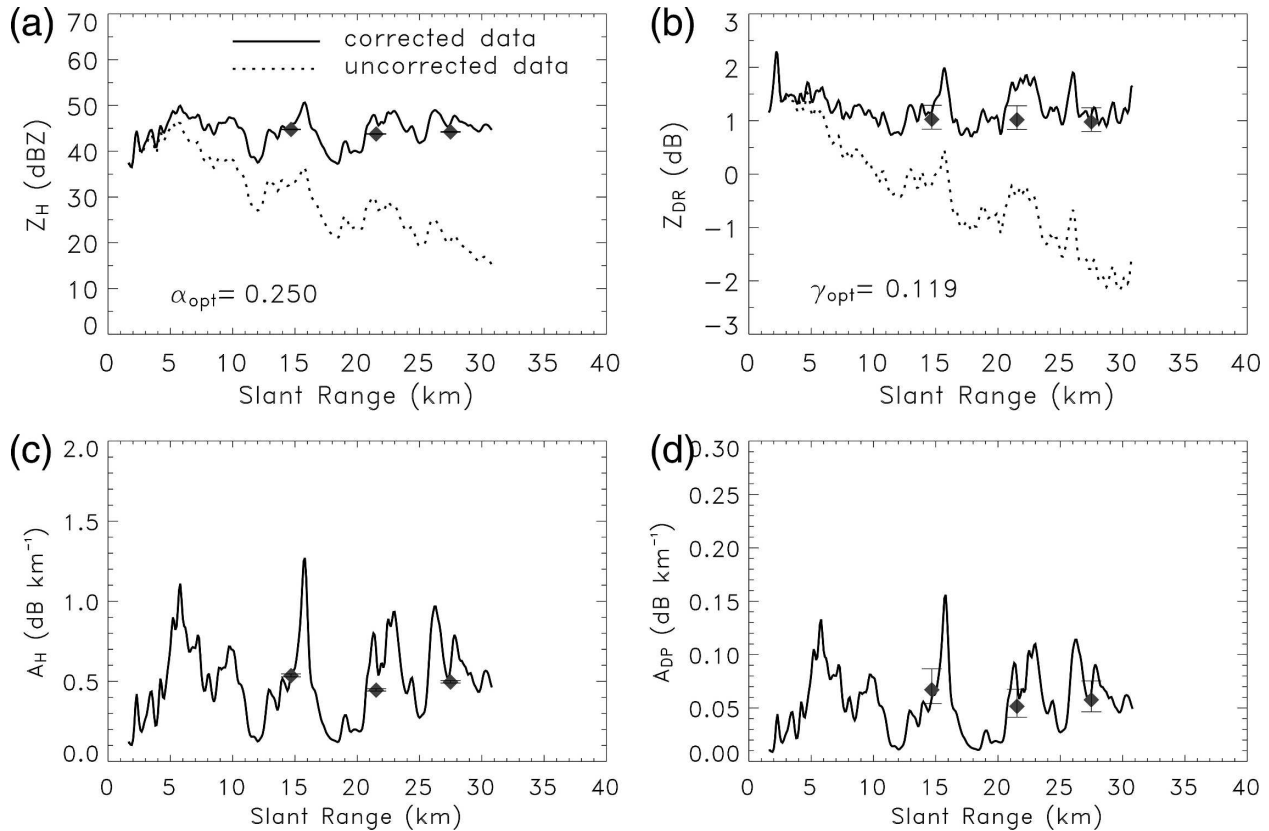 (a)
70
60
50
40
30
20
10
0
Z_H (dBZ)
corrected data
uncorrected data
α_opt= 0.250
0 5 10 15 20 25 30 35 40
Slant Range (km)
(b)
3
2
1
0
−1
−2
−3
Z_DR (dB)
γ_opt= 0.119
0 5 10 15 20 25 30 35 40
Slant Range (km)
(c)
2.0
1.5
1.0
0.5
0.0
A_H (dB km⁻¹)
0 5 10 15 20 25 30 35 40
Slant Range (km)
(d)
0.30
0.25
0.20
0.15
0.10
0.05
0.00
A_DP (dB km⁻¹)
0 5 10 15 20 25 30 35 40
Slant Range (km)